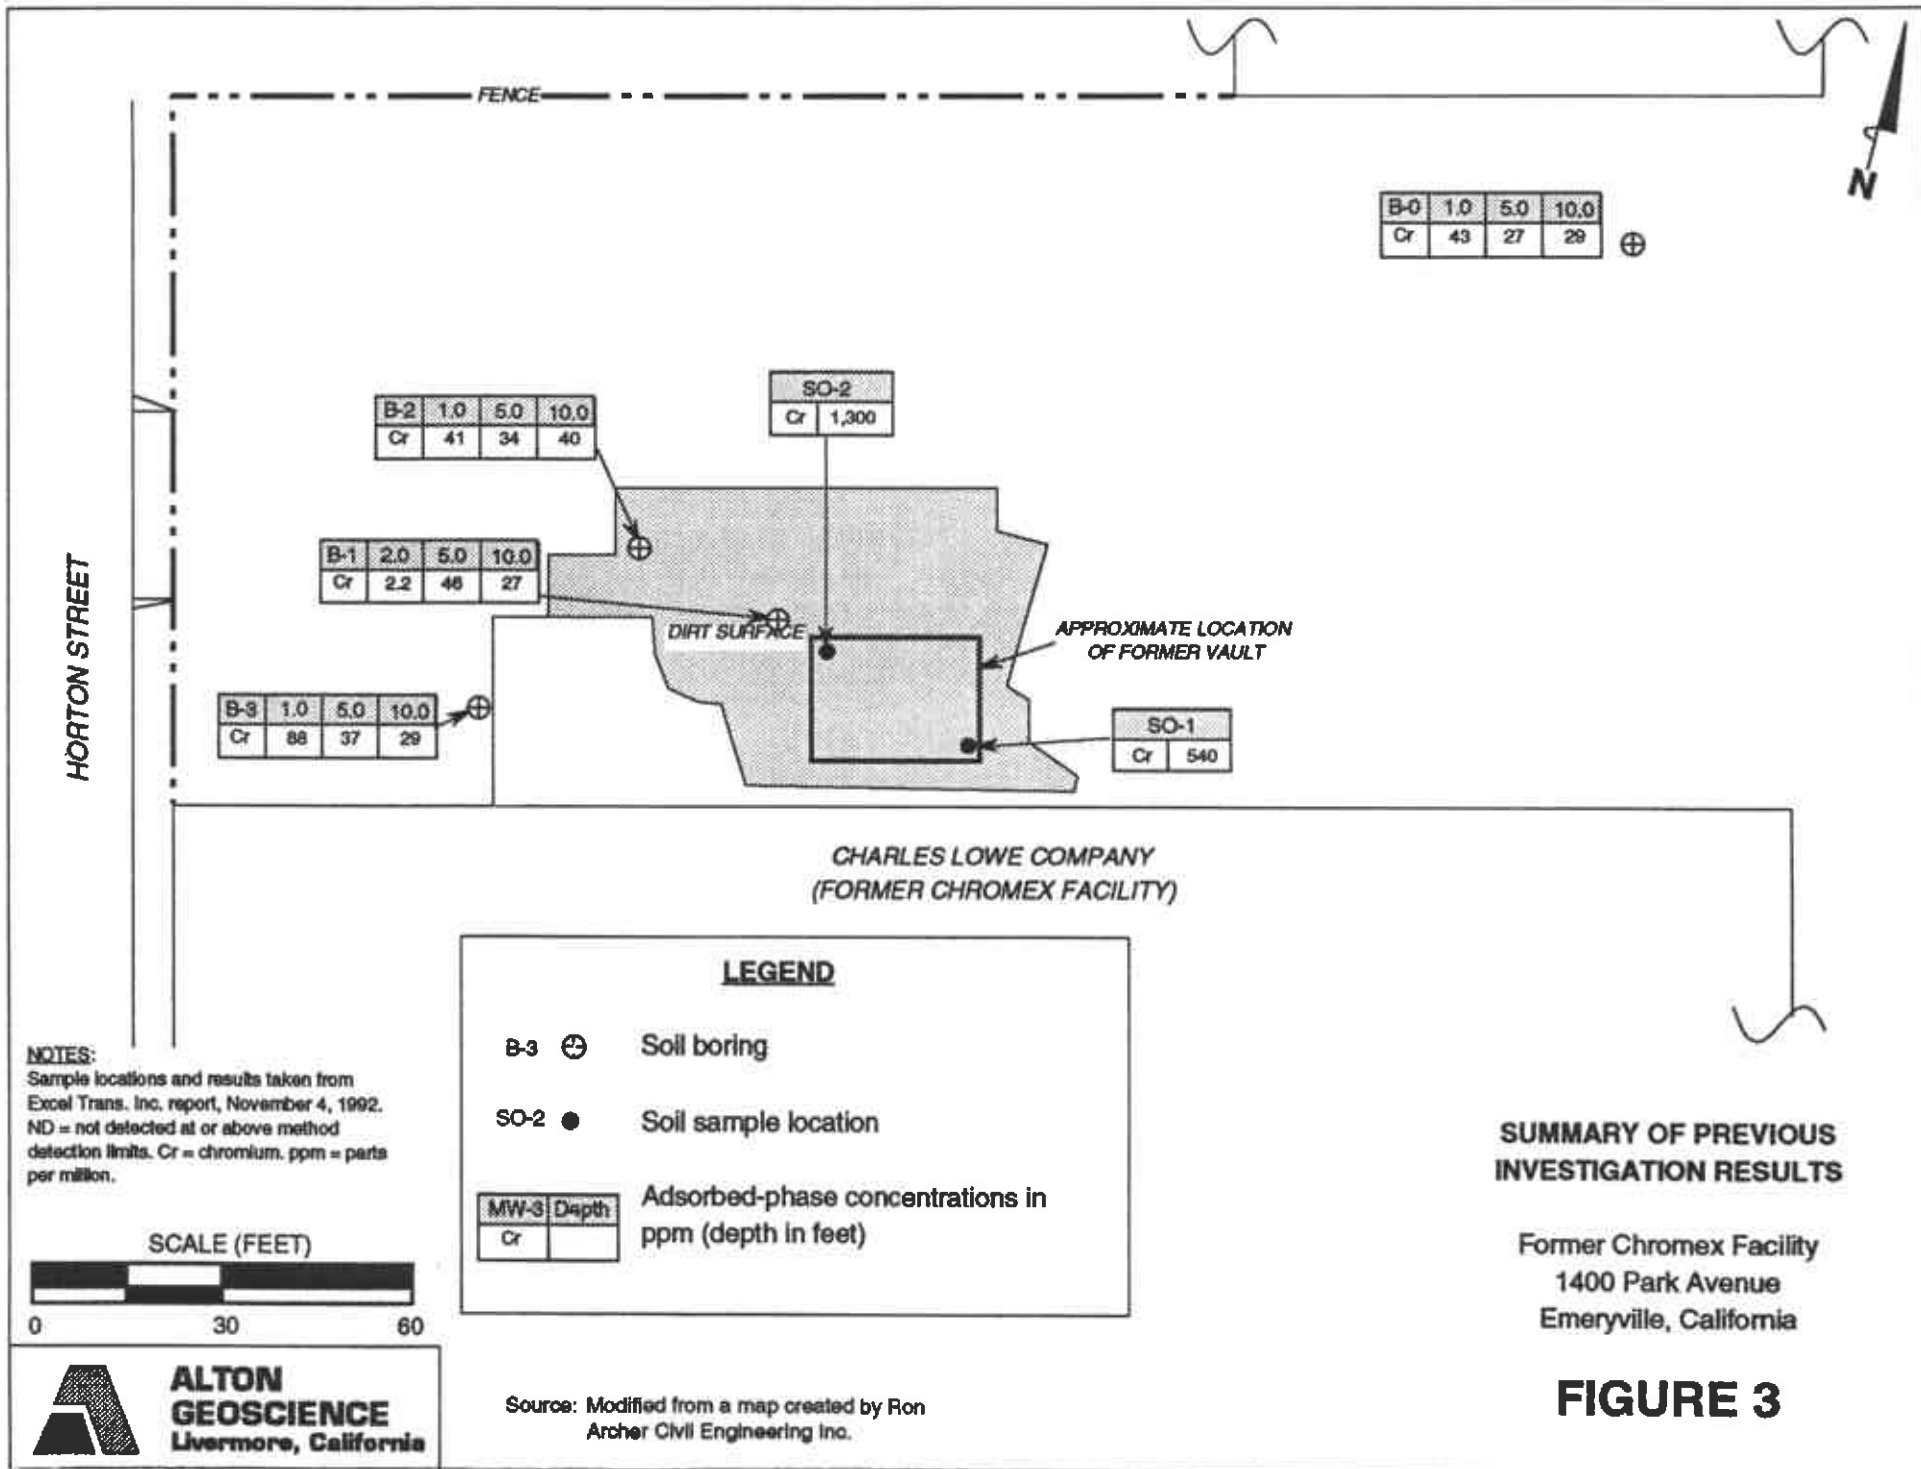 FENCE
N
B-0 1.0 5.0 10.0
Cr 43 27 29
SO-2
Cr 1,300
B-2 1.0 5.0 10.0
Cr 41 34 40
B-1 2.0 5.0 10.0
Cr 2.2 46 27
HORTON STREET
DIRT SURFACE
APPROXIMATE LOCATION
OF FORMER VAULT
B-3 1.0 5.0 10.0
Cr 88 37 29
SO-1
Cr 540
CHARLES LOWE COMPANY
(FORMER CHROMEX FACILITY)
LEGEND
B-3 Soil boring
SO-2 Soil sample location
MW-3 Depth
Cr
Adsorbed-phase concentrations in
ppm (depth in feet)
NOTES:
Sample locations and results taken from
Excel Trans. Inc. report, November 4, 1992.
ND = not detected at or above method
detection limits. Cr = chromium. ppm = parts
per million.
SCALE (FEET)
0 30 60
SUMMARY OF PREVIOUS
INVESTIGATION RESULTS
Former Chromex Facility
1400 Park Avenue
Emeryville, California
ALTON
GEOSCIENCE
Livermore, California
Source: Modified from a map created by Ron
Archer Civil Engineering Inc.
FIGURE 3